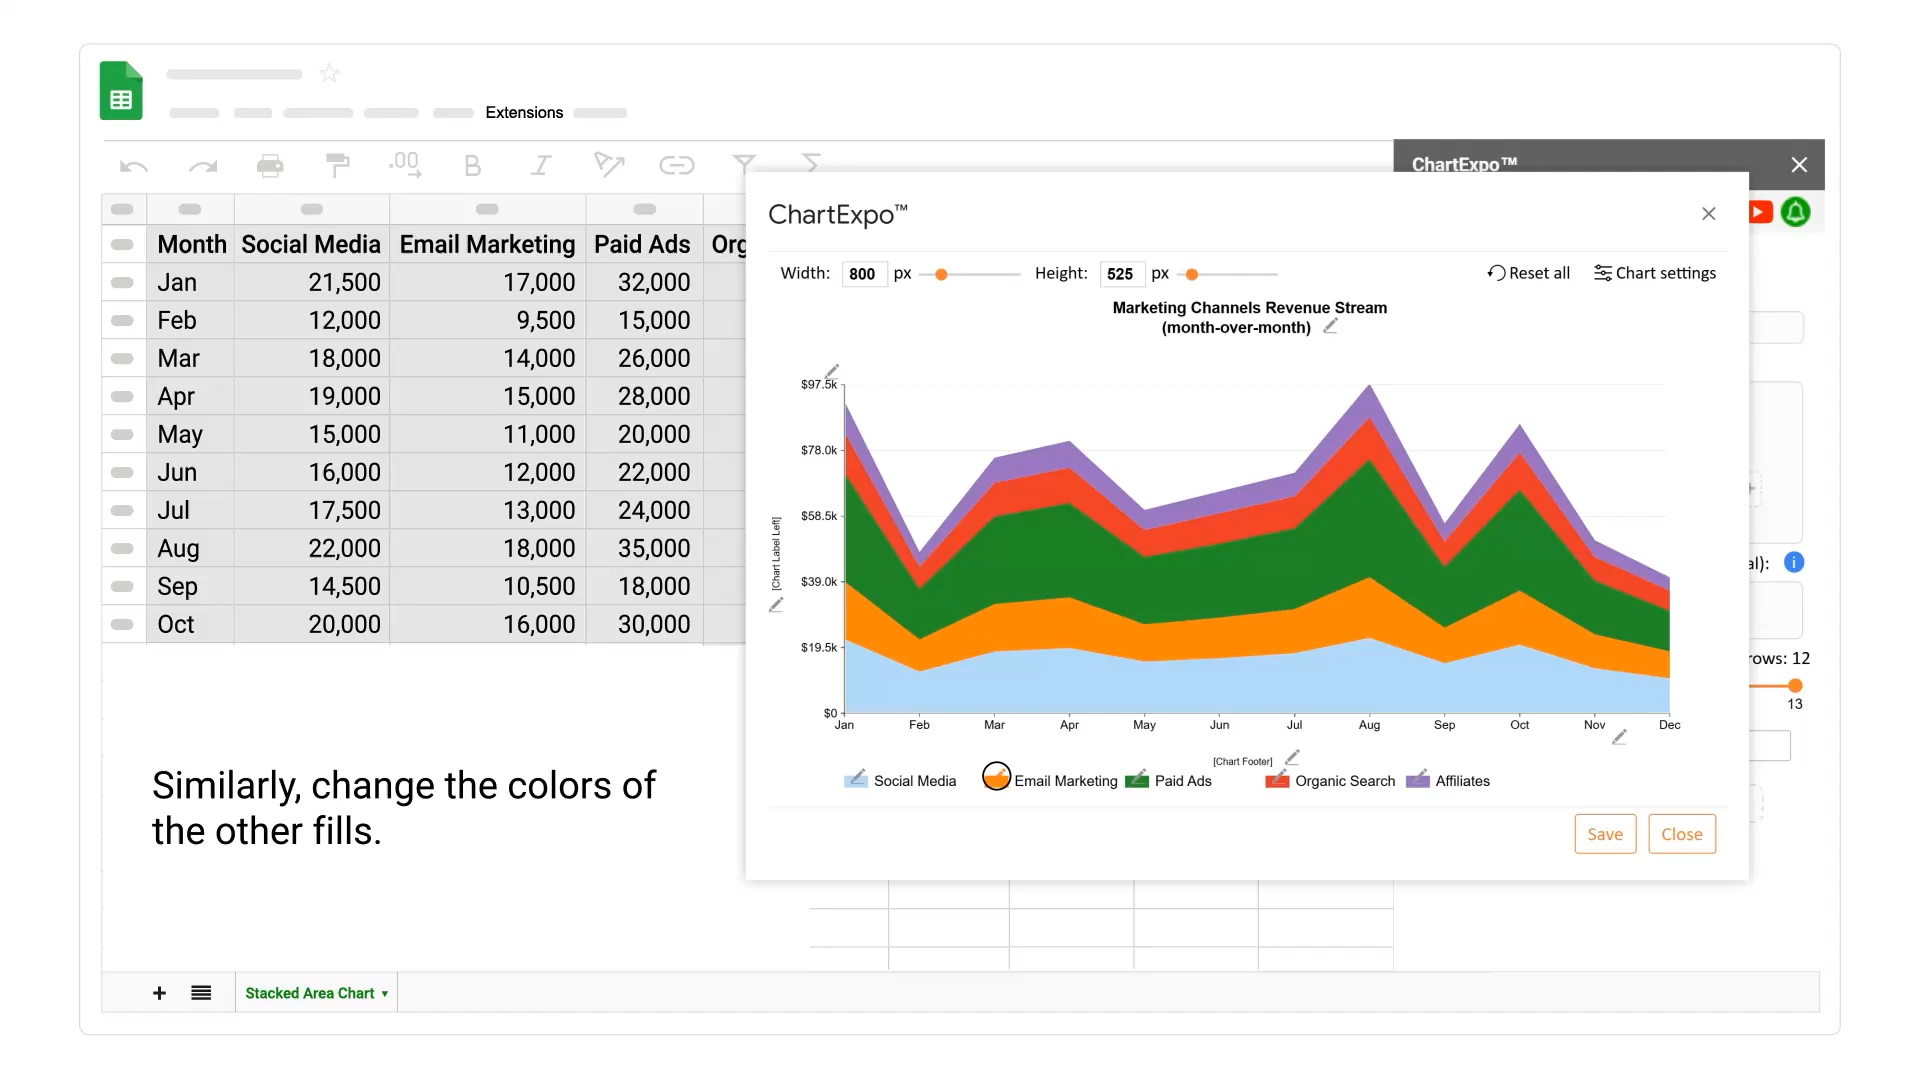 Extensions
.00
B
I
ChartExpo™
ChartExpo™
Month Social Media Email Marketing Paid Ads Org
Jan 21,500 17,000 32,000
Feb 12,000 9,500 15,000
Mar 18,000 14,000 26,000
Apr 19,000 15,000 28,000
May 15,000 11,000 20,000
Jun 16,000 12,000 22,000
Jul 17,500 13,000 24,000
Aug 22,000 18,000 35,000
Sep 14,500 10,500 18,000
Oct 20,000 16,000 30,000
Width: 800 px Height: 525 px Reset all Chart settings
Marketing Channels Revenue Stream
(month-over-month)
$97.5k
$78.0k
$58.5k
$39.0k
$19.5k
$0
[Chart Label Left]
Jan Feb Mar Apr May Jun Jul Aug Sep Oct Nov Dec
[Chart Footer]
Social Media Email Marketing Paid Ads Organic Search Affiliates
Save Close
al): i
rows: 12
13
Similarly, change the colors of
the other fills.
+ Stacked Area Chart